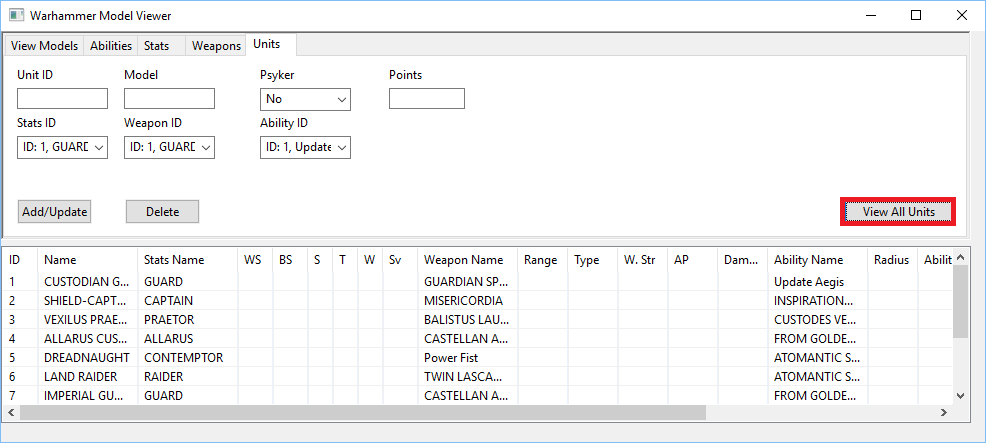 Warhammer Model Viewer
View Models Abilities Stats Weapons Units
Unit ID Model Psyker Points
No
Stats ID Weapon ID Ability ID
ID: 1, GUARD ID: 1, GUARD ID: 1, Update
Add/Update Delete View All Units
ID Name Stats Name WS BS S T W Sv Weapon Name Range Type W. Str AP Dam... Ability Name Radius Abilit
1 CUSTODIAN G... GUARD GUARDIAN SP... Update Aegis
2 SHIELD-CAPT... CAPTAIN MISERICORDIA INSPIRATION...
3 VEXILUS PRAE... PRAETOR BALISTUS LAU... CUSTODES VE...
4 ALLARUS CUS... ALLARUS CASTELLAN A... FROM GOLDE...
5 DREADNAUGHT CONTEMPTOR Power Fist ATOMANTIC S...
6 LAND RAIDER RAIDER TWIN LASCA... ATOMANTIC S...
7 IMPERIAL GU... GUARD CASTELLAN A... FROM GOLDE...